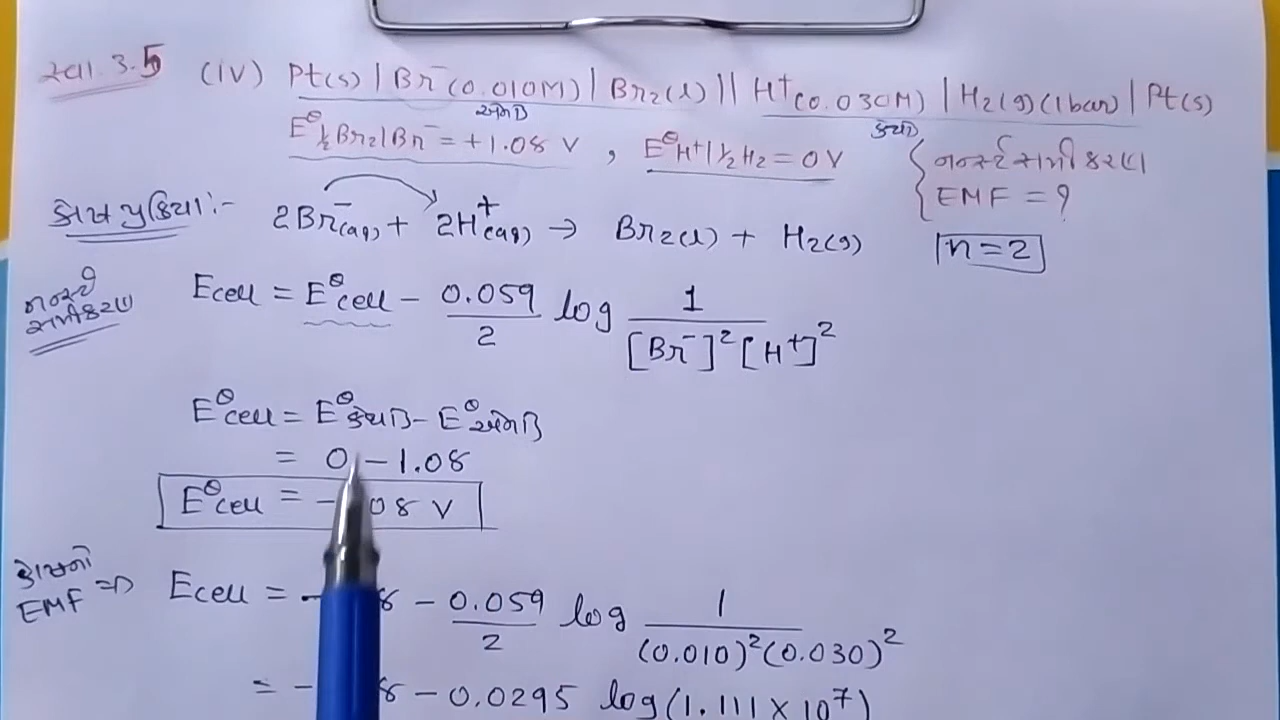 સ્વા. 3.5 (iv) Pt(s) | Br⁻(0.010M) | Br₂(l) || H⁺(0.030M) | H₂(g)(1bar) | Pt(s)
એનોડ કેથોડ
E⊖ ½Br₂|Br⁻ = +1.08 V , E⊖ H⁺|½H₂ = 0 V
{ નર્ન્સ્ટ સમીકરણ
EMF = ?
કોષ પ્રક્રિયા :- 2Br⁻(aq) + 2H⁺(aq) → Br₂(l) + H₂(g) n=2
નર્ન્સ્ટ સમીકરણ
Ecell = E⊖cell − 0.059/2 log 1/[Br⁻]²[H⁺]²
E⊖cell = E⊖કેથોડ − E⊖એનોડ
= 0 − 1.08
E⊖cell = − 08 V
કોષનો EMF ⇒ Ecell = − 8 − 0.059/2 log 1/(0.010)²(0.030)²
= − 8 − 0.0295 log(1.111 × 10⁷)